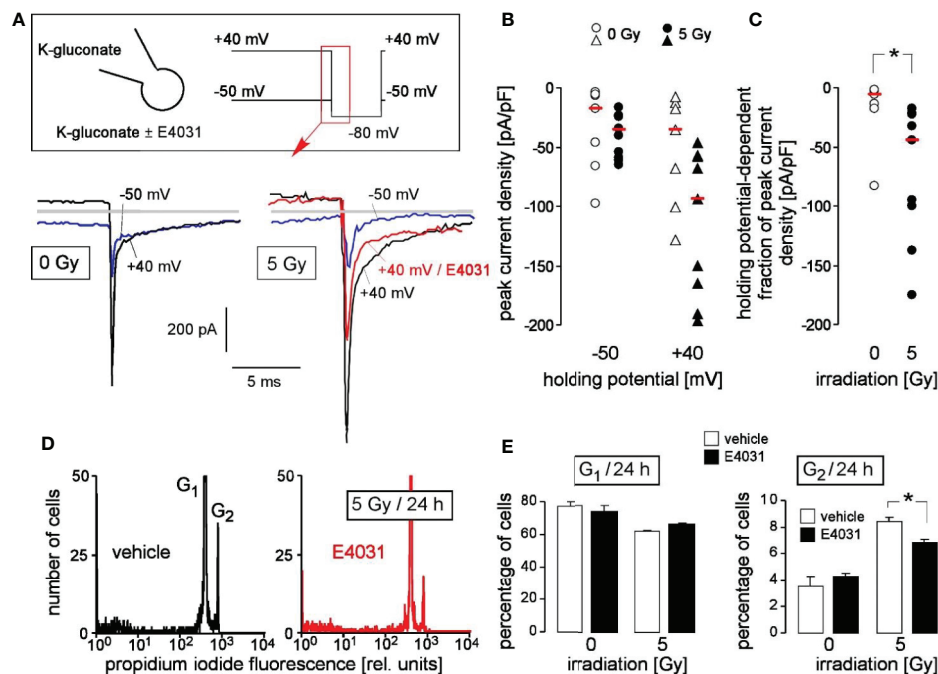 A
K-gluconate
K-gluconate ± E4031
+40 mV
+40 mV
-50 mV
-50 mV
-80 mV
-50 mV
0 Gy
+40 mV
-50 mV
5 Gy
+40 mV / E4031
+40 mV
200 pA
5 ms
B
0 Gy
5 Gy
peak current density [pA/pF]
0
-50
-100
-150
-200
-50
+40
holding potential [mV]
C
holding potential-dependent
fraction of peak current
density [pA/pF]
*
0
-25
-50
-75
-100
-125
-150
-175
-200
0
5
irradiation [Gy]
D
number of cells
50
25
0
G1
G2
vehicle
10^0
10^1
10^2
10^3
10^4
50
25
0
5 Gy / 24 h
E4031
10^0
10^1
10^2
10^3
10^4
propidium iodide fluorescence [rel. units]
E
vehicle
E4031
G1 / 24 h
percentage of cells
80
60
40
20
0
0
5
irradiation [Gy]
G2 / 24 h
percentage of cells
10
8
6
4
2
0
vehicle
E4031
*
0
5
irradiation [Gy]